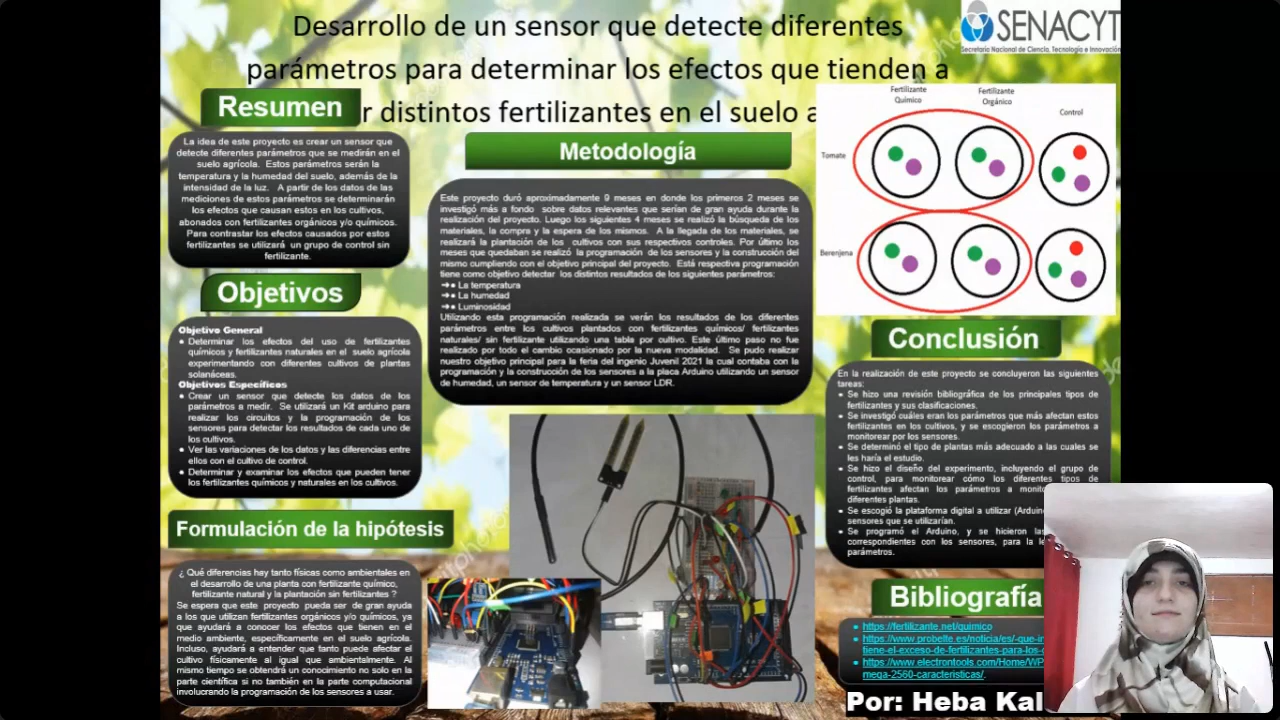 Desarrollo de un sensor que detecte diferentes
parámetros para determinar los efectos que tienden a
r distintos fertilizantes en el suelo a
SENACYT
Secretaría Nacional de Ciencia, Tecnología e Innovación
Resumen
La idea de este proyecto es crear un sensor que
detecte diferentes parámetros que se medirán en el
suelo agrícola. Estos parámetros serán la
temperatura y la humedad del suelo, además de la
intensidad de la luz. A partir de los datos de las
mediciones de estos parámetros se determinarán
los efectos que causan estos en los cultivos,
abonados con fertilizantes orgánicos y/o químicos.
Para contrastar los efectos causados por estos
fertilizantes se utilizará un grupo de control sin
fertilizante.
Objetivos
Objetivo General
● Determinar los efectos del uso de fertilizantes
químicos y fertilizantes naturales en el suelo agrícola
experimentando con diferentes cultivos de plantas
solanáceas.
Objetivos Específicos
● Crear un sensor que detecte los datos de los
parámetros a medir. Se utilizará un Kit arduino para
realizar los circuitos y la programación de los
sensores para detectar los resultados de cada uno de
los cultivos.
● Ver las variaciones de los datos y las diferencias entre
ellos con el cultivo de control.
● Determinar y examinar los efectos que pueden tener
los fertilizantes químicos y naturales en los cultivos.
Formulación de la hipótesis
¿ Qué diferencias hay tanto físicas como ambientales en
el desarrollo de una planta con fertilizante químico,
fertilizante natural y la plantación sin fertilizantes ?
Se espera que este proyecto pueda ser de gran ayuda
a los que utilizan fertilizantes orgánicos y/o químicos, ya
que ayudará a conocer los efectos que tienen en el
medio ambiente, específicamente en el suelo agrícola.
Incluso, ayudará a entender que tanto puede afectar el
cultivo físicamente al igual que ambientalmente. Al
mismo tiempo se obtendrá un conocimiento no solo en la
parte científica si no también en la parte computacional
involucrando la programación de los sensores a usar.
Metodología
Este proyecto duró aproximadamente 9 meses en donde los primeros 2 meses se
investigó más a fondo sobre datos relevantes que serían de gran ayuda durante la
realización del proyecto. Luego los siguientes 4 meses se realizó la búsqueda de los
materiales, la compra y la espera de los mismos. A la llegada de los materiales, se
realizará la plantación de los cultivos con sus respectivos controles. Por último los
meses que quedaban se realizó la programación de los sensores y la construcción del
mismo cumpliendo con el objetivo principal del proyecto. Está respectiva programación
tiene como objetivo detectar los distintos resultados de los siguientes parámetros:
➔● La temperatura
➔● La humedad
➔● Luminosidad
Utilizando esta programación realizada se verán los resultados de los diferentes
parámetros entre los cultivos plantados con fertilizantes químicos/ fertilizantes
naturales/ sin fertilizante utilizando una tabla por cultivo. Este último paso no fue
realizado por todo el cambio ocasionado por la nueva modalidad. Se pudo realizar
nuestro objetivo principal para la feria del ingenio Juvenil 2021 la cual contaba con la
programación y la construcción de los sensores a la placa Arduino utilizando un sensor
de humedad, un sensor de temperatura y un sensor LDR.
Fertilizante
Químico
Fertilizante
Orgánico
Control
Tomate
Berenjena
Conclusión
En la realización de este proyecto se concluyeron las siguientes
tareas:
● Se hizo una revisión bibliográfica de los principales tipos de
fertilizantes y sus clasificaciones.
● Se investigó cuáles eran los parámetros que más afectan estos
fertilizantes en los cultivos, y se escogieron los parámetros a
monitorear por los sensores.
● Se determinó el tipo de plantas más adecuado a las cuales se
les haría el estudio.
● Se hizo el diseño del experimento, incluyendo el grupo de
control, para monitorear cómo los diferentes tipos de
fertilizantes afectan los parámetros a monito
diferentes plantas.
● Se escogió la plataforma digital a utilizar (Arduin
sensores que se utilizarían.
● Se programó el Arduino, y se hicieron las
correspondientes con los sensores, para la le
parámetros.
Bibliografía
● https://fertilizante.net/quimico
● https://www.probelte.es/noticia/es/-que-in
tiene-el-exceso-de-fertilizantes-para-los-c
● https://www.electrontools.com/Home/WP
mega-2560-caracteristicas/.
Por: Heba Kal